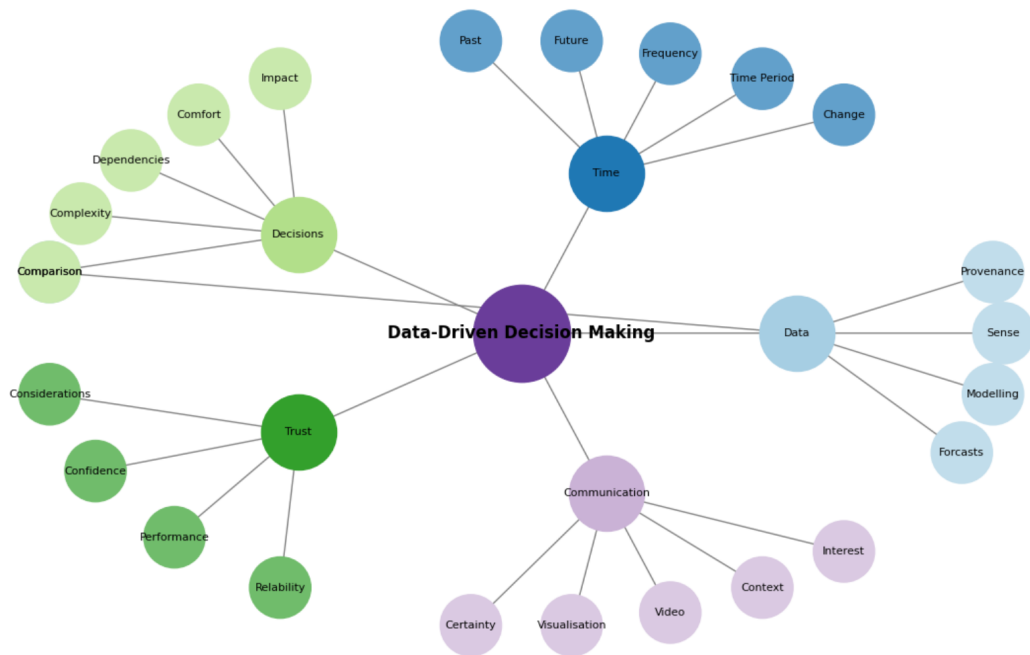 Past
Future
Frequency
Time Period
Change
Time
Impact
Comfort
Dependencies
Complexity
Comparison
Decisions
Data-Driven Decision Making
Data
Provenance
Sense
Modelling
Forcasts
Trust
Considerations
Confidence
Performance
Relability
Communication
Interest
Context
Video
Visualisation
Certainty